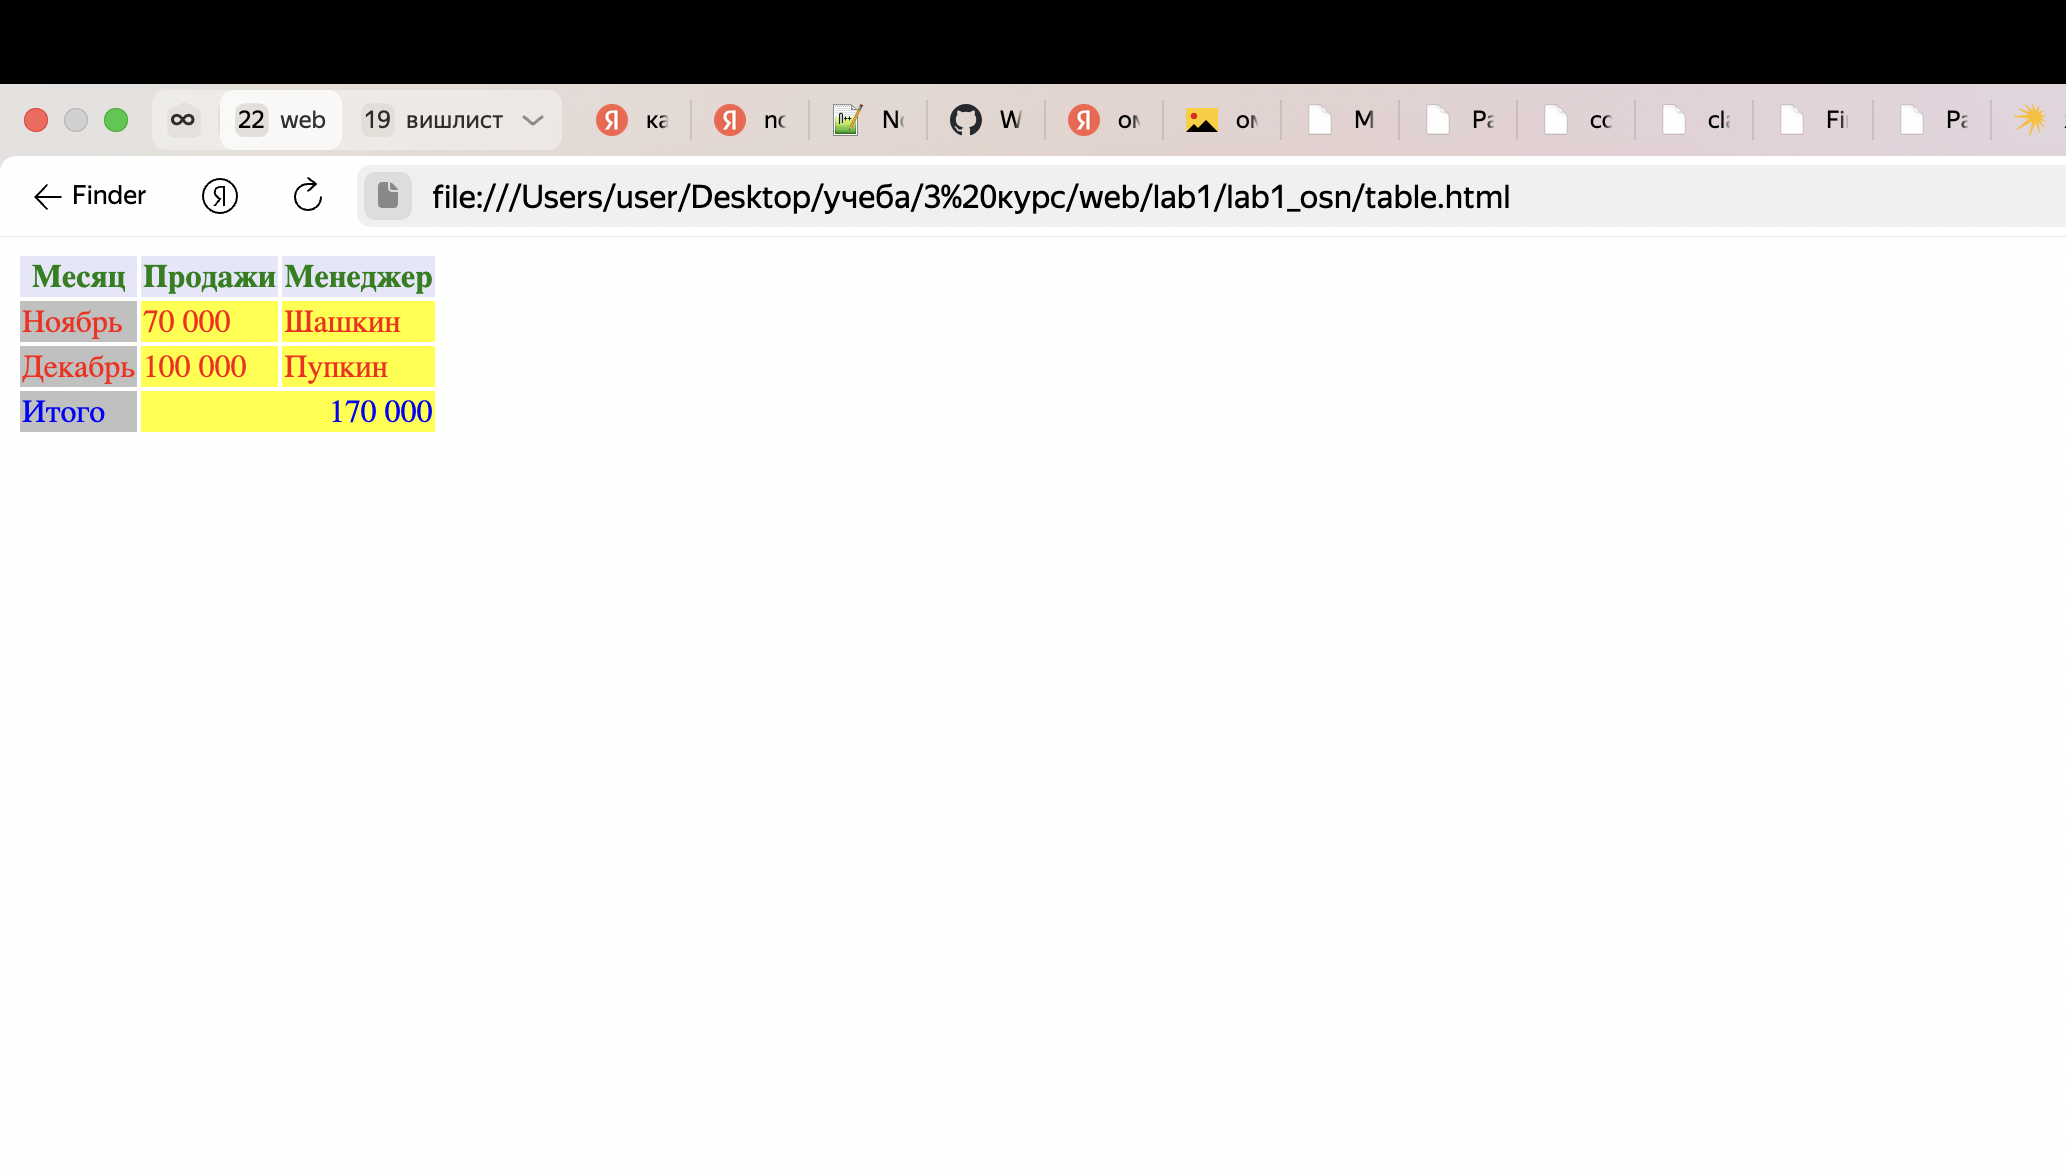 ∞ 22 web 19 вишлист W M
Finder file:///Users/user/Desktop/учеба/3%20курс/web/lab1/lab1_osn/table.html
Месяц Продажи Менеджер
Ноябрь 70 000 Шашкин
Декабрь 100 000 Пупкин
Итого 170 000